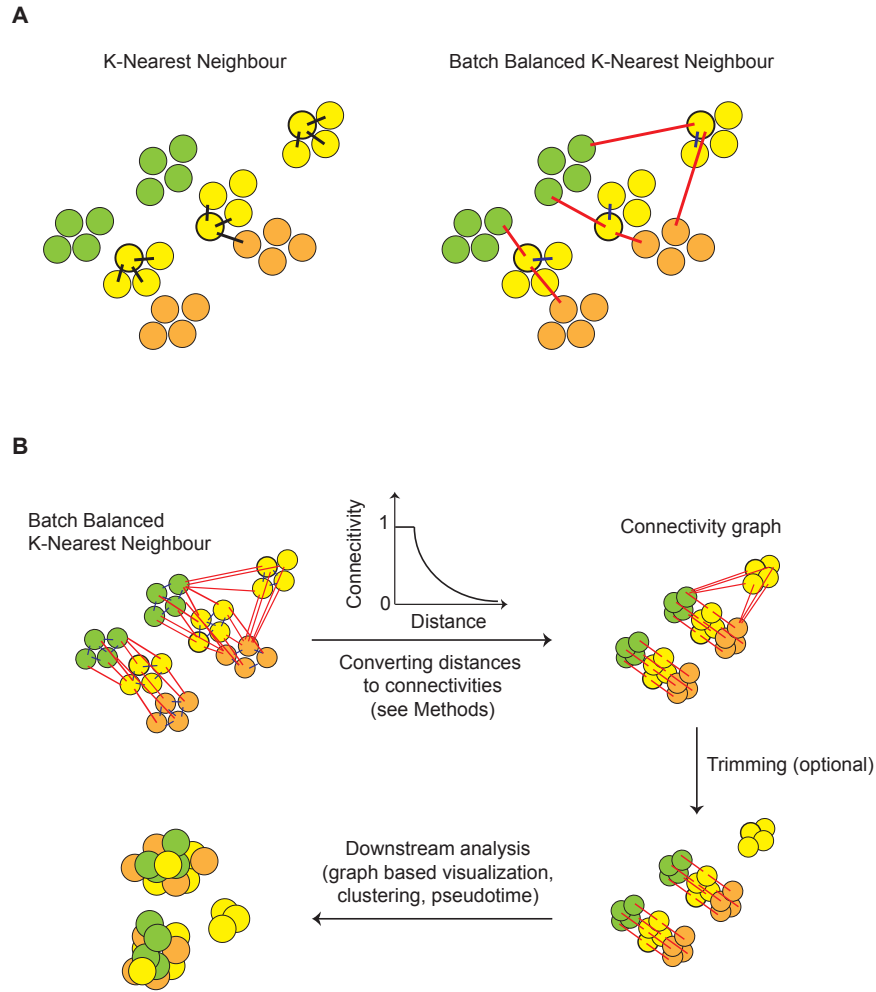 A
K-Nearest Neighbour
Batch Balanced K-Nearest Neighbour
B
Batch Balanced
K-Nearest Neighbour
Connecitivity
1
0
Distance
Converting distances
to connectivities
(see Methods)
Connectivity graph
Trimming (optional)
Downstream analysis
(graph based visualization,
clustering, pseudotime)